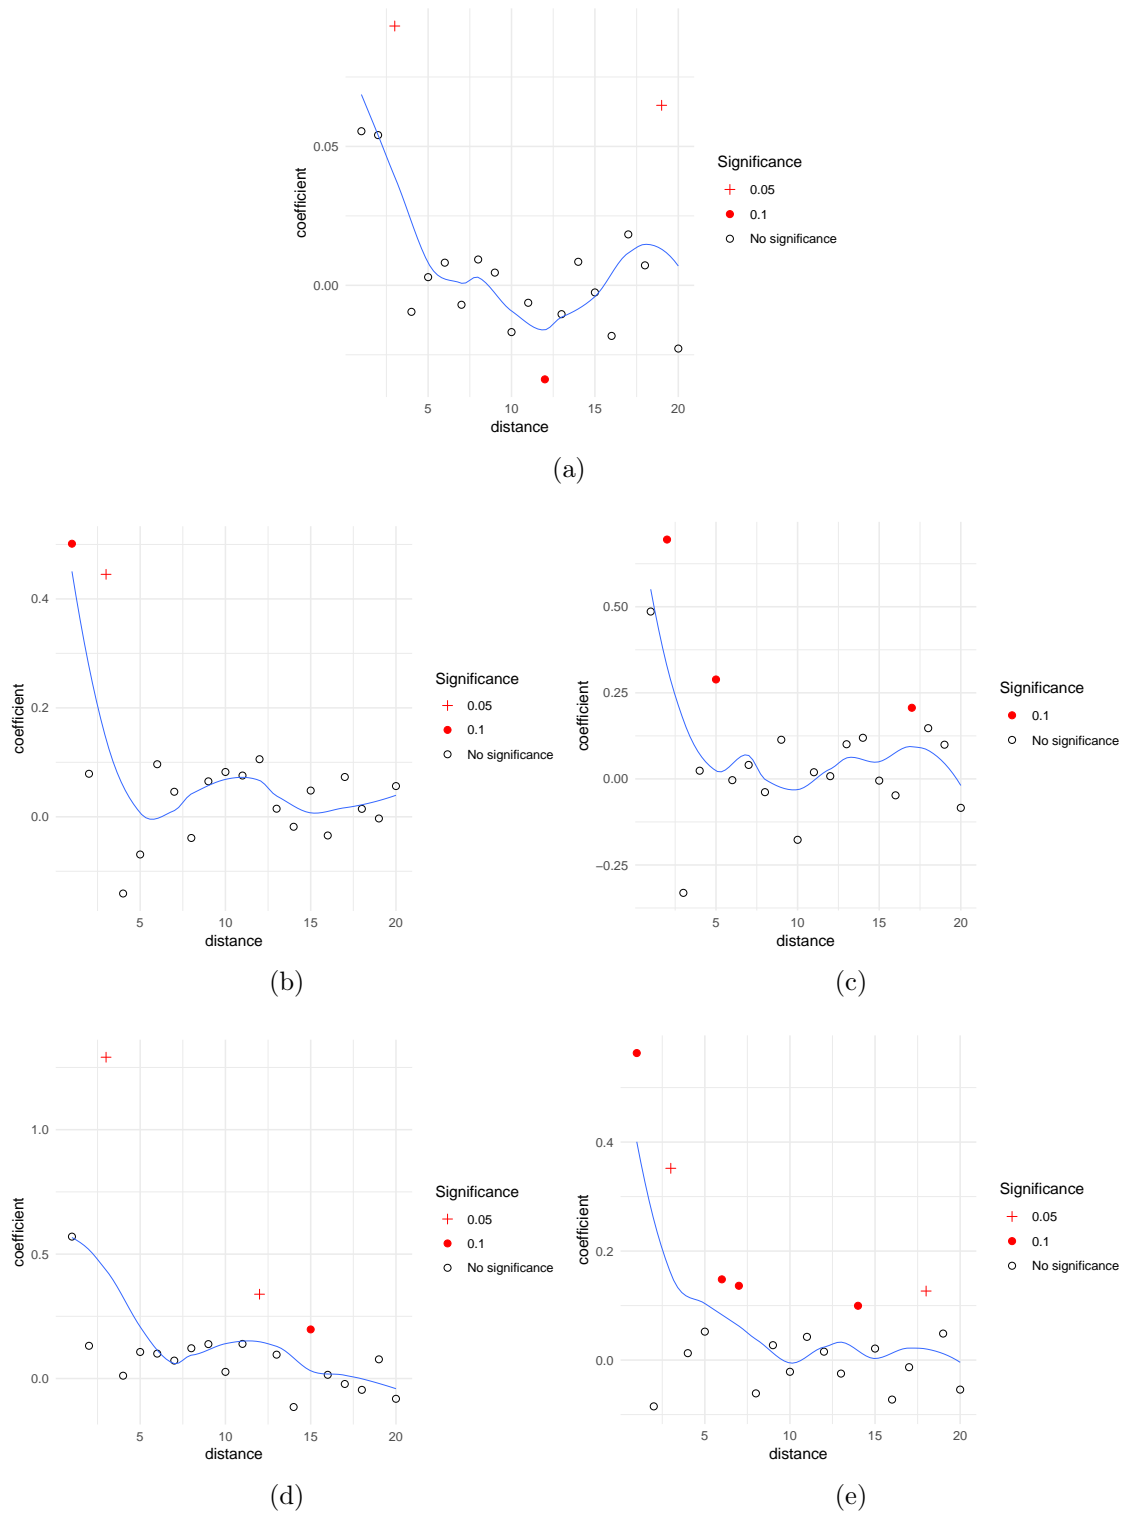 0.05
0.00
coefficient
5 10 15 20
distance
Significance
0.05
0.1
No significance
(a)
0.4
0.2
0.0
coefficient
5 10 15 20
distance
Significance
0.05
0.1
No significance
(b)
0.50
0.25
0.00
−0.25
coefficient
5 10 15 20
distance
Significance
0.1
No significance
(c)
1.0
0.5
0.0
coefficient
5 10 15 20
distance
Significance
0.05
0.1
No significance
(d)
0.4
0.2
0.0
coefficient
5 10 15 20
distance
Significance
0.05
0.1
No significance
(e)